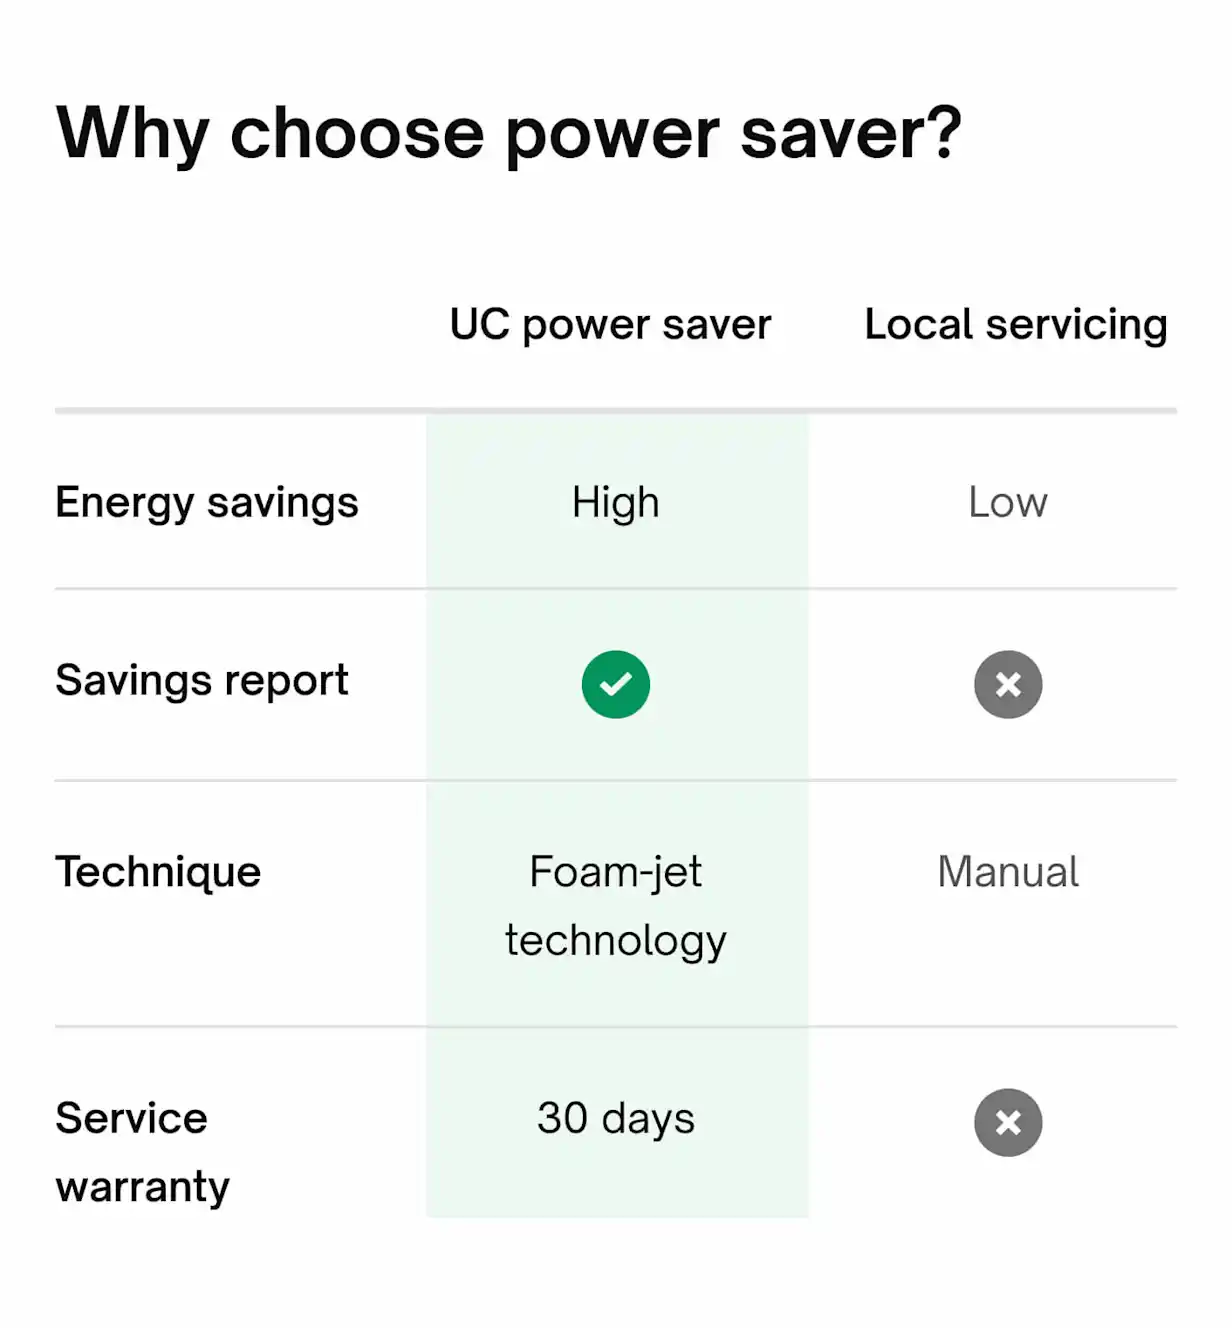 Why choose power saver?
UC power saver Local servicing
Energy savings High Low
Savings report
Technique Foam-jet Manual
technology
Service 30 days
warranty